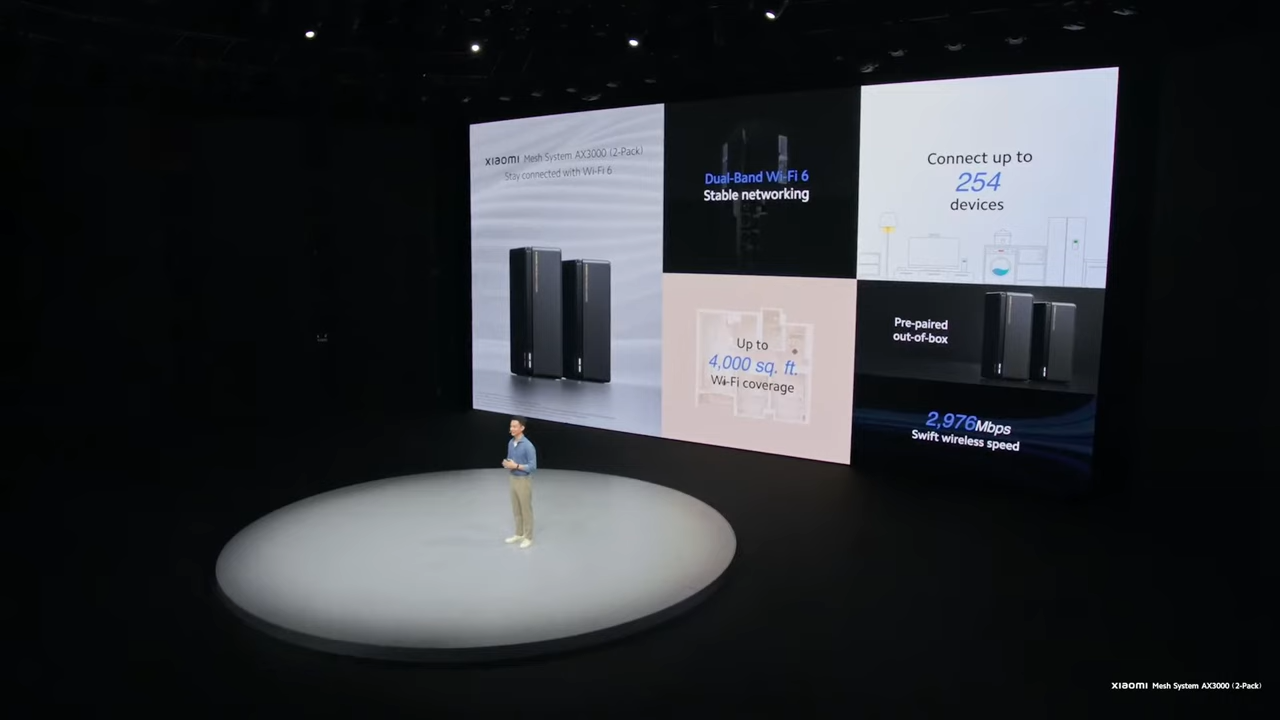 xiaomi Mesh System AX3000 (2-Pack)
Stay connected with Wi-Fi 6
Dual-Band Wi-Fi 6
Stable networking
Connect up to
254
devices
Up to
4,000 sq. ft.
Wi-Fi coverage
Pre-paired
out-of-box
2,976Mbps
Swift wireless speed
xiaomi Mesh System AX3000 (2-Pack)